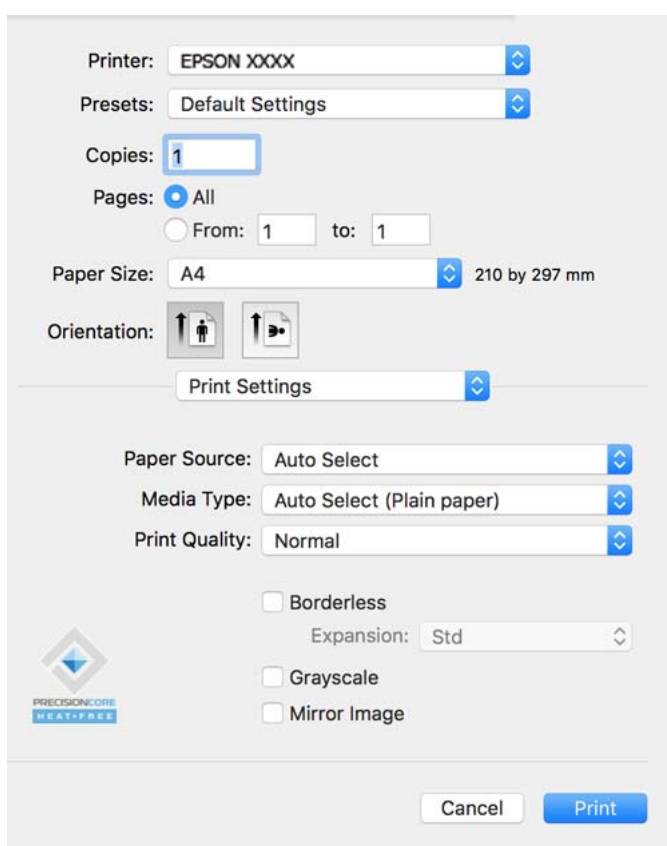 Printer: EPSON XXXX
Presets: Default Settings
Copies: 1
Pages: All
From: 1 to: 1
Paper Size: A4 210 by 297 mm
Orientation:
Print Settings
Paper Source: Auto Select
Media Type: Auto Select (Plain paper)
Print Quality: Normal
Borderless
Expansion: Std
Grayscale
Mirror Image
PRECISIONCORE
HEAT-FREE
Cancel Print